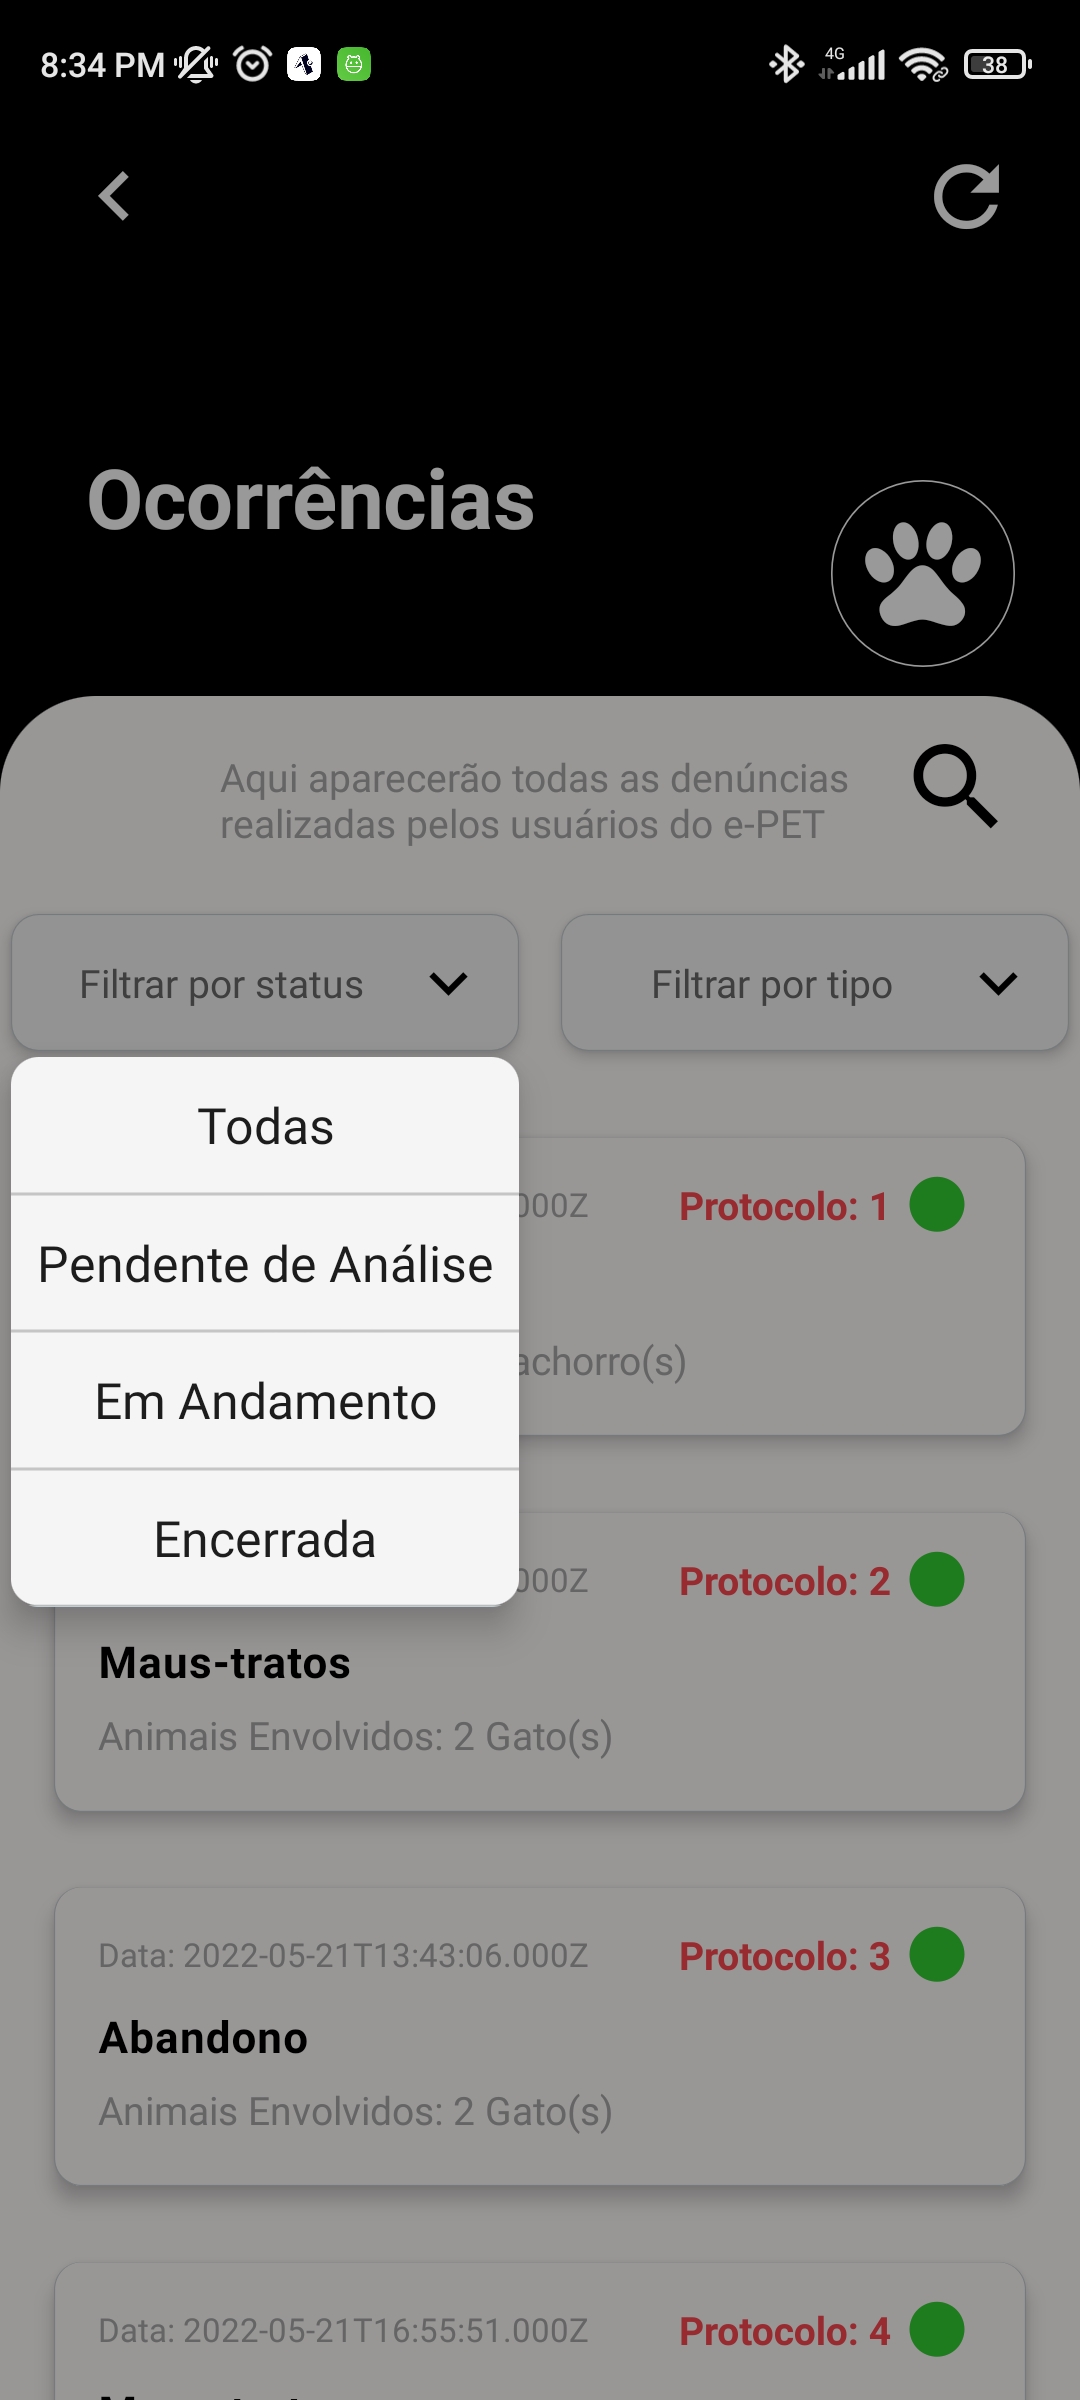 8:34 PM
4G
38
Ocorrências
Aqui aparecerão todas as denúncias
realizadas pelos usuários do e-PET
Filtrar por status
Filtrar por tipo
Todas
Pendente de Análise
Em Andamento
Encerrada
000Z
Protocolo: 1
achorro(s)
000Z
Protocolo: 2
Maus-tratos
Animais Envolvidos: 2 Gato(s)
Data: 2022-05-21T13:43:06.000Z
Protocolo: 3
Abandono
Animais Envolvidos: 2 Gato(s)
Data: 2022-05-21T16:55:51.000Z
Protocolo: 4